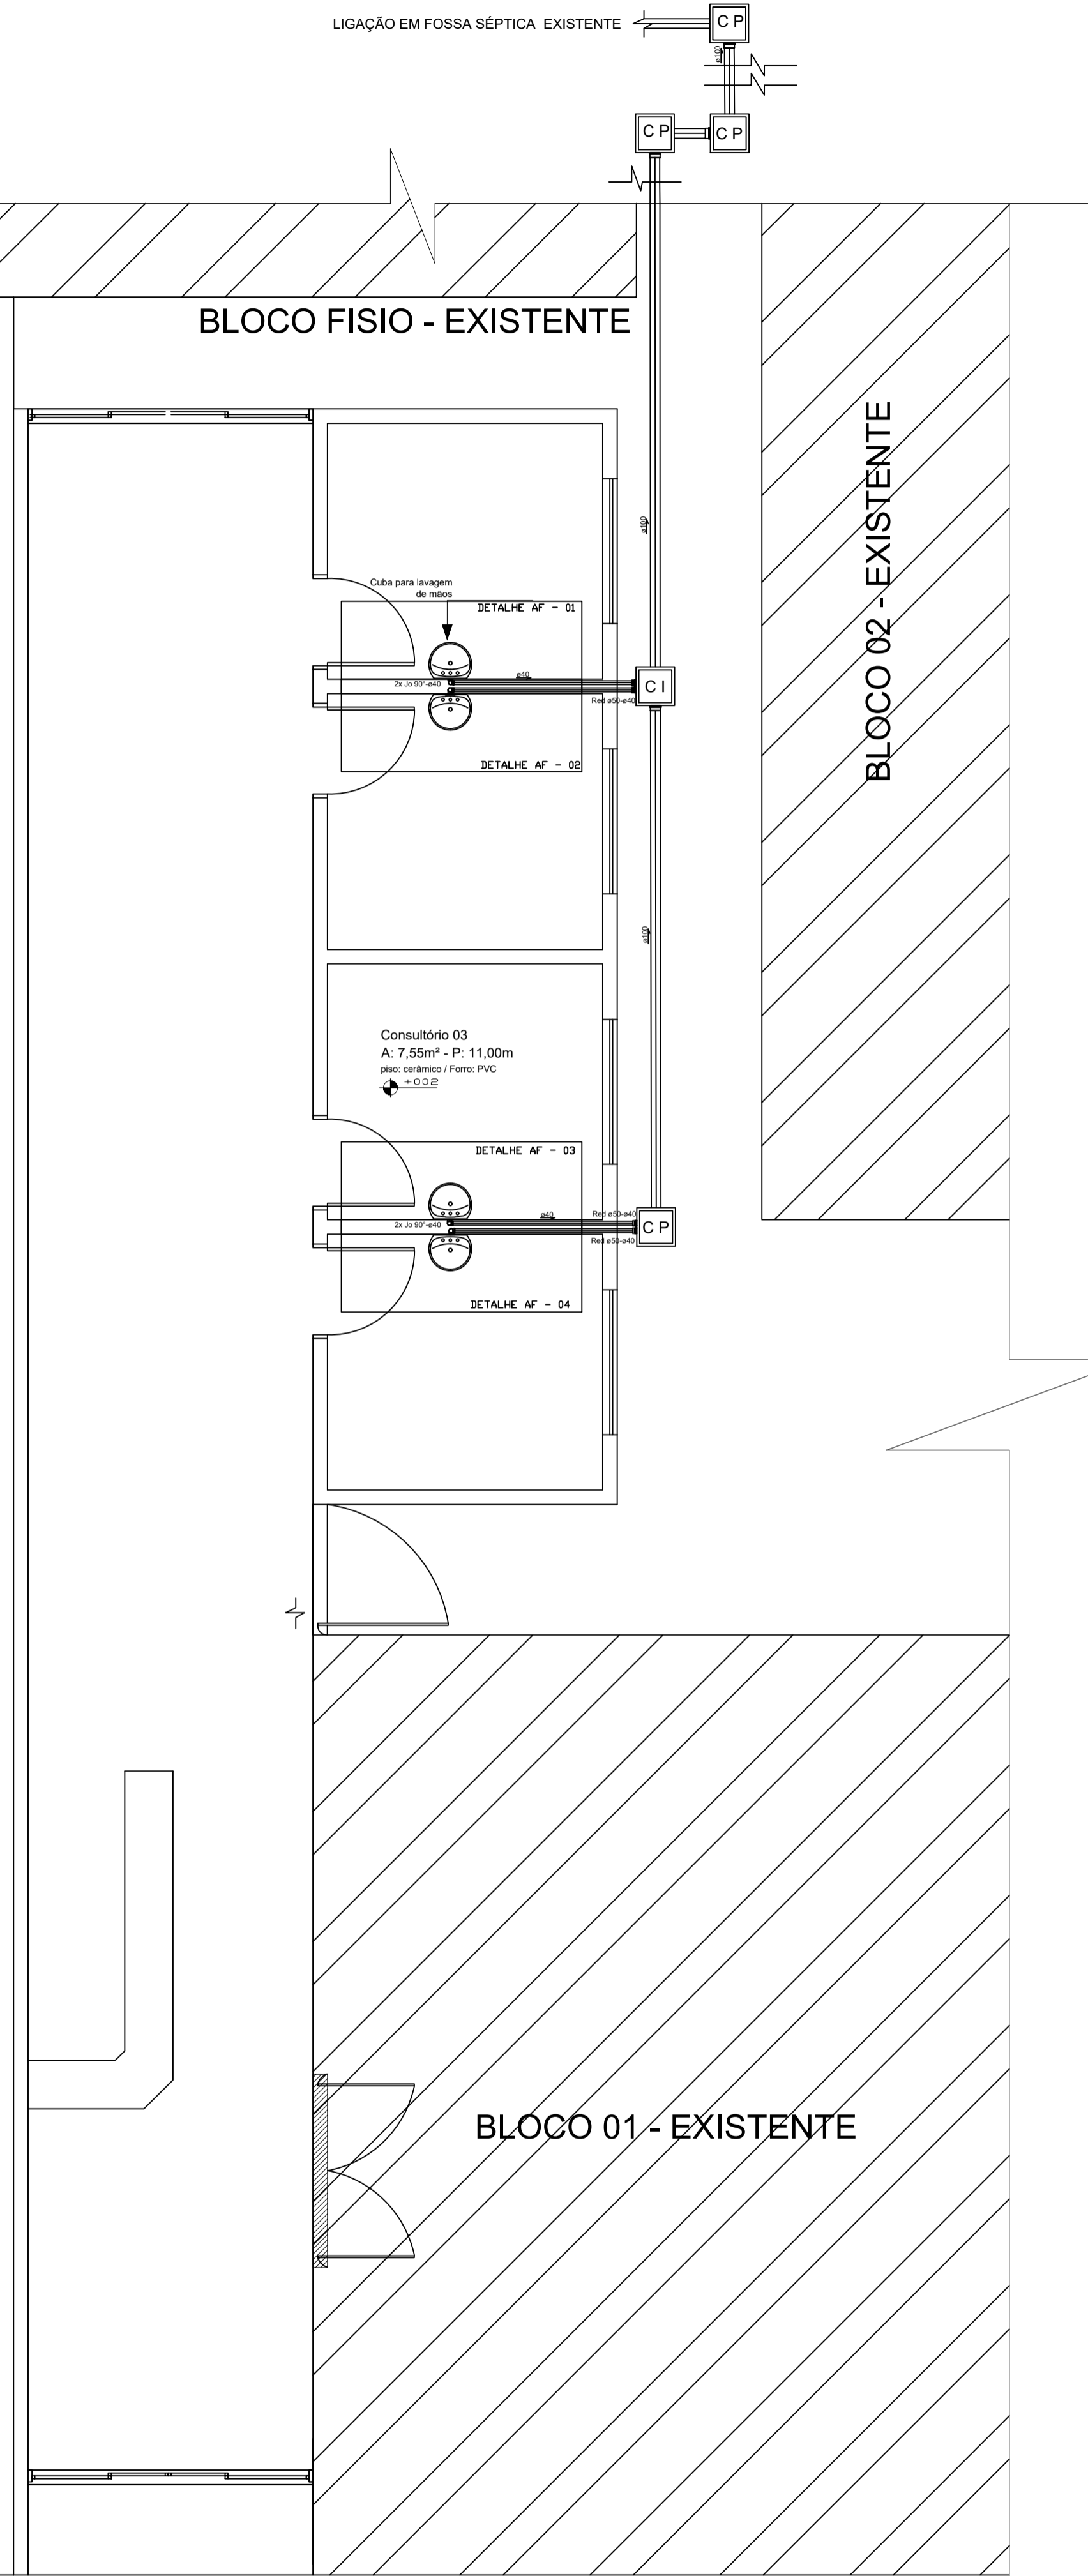 LIGAÇÃO EM FOSSA SÉPTICA EXISTENTE
C P
ø100
C P
C P
BLOCO FISIO - EXISTENTE
BLOCO 02 - EXISTENTE
ø100
Cuba para lavagem
de mãos
DETALHE AF - 01
ø40
2x Jo 90°-ø40
C I
Red ø50-ø40
DETALHE AF - 02
ø100
Consultório 03
A: 7,55m² - P: 11,00m
piso: cerâmico / Forro: PVC
+002
DETALHE AF - 03
ø40
Red ø50-ø40
2x Jo 90°-ø40
C P
Red ø50-ø40
DETALHE AF - 04
BLOCO 01 - EXISTENTE